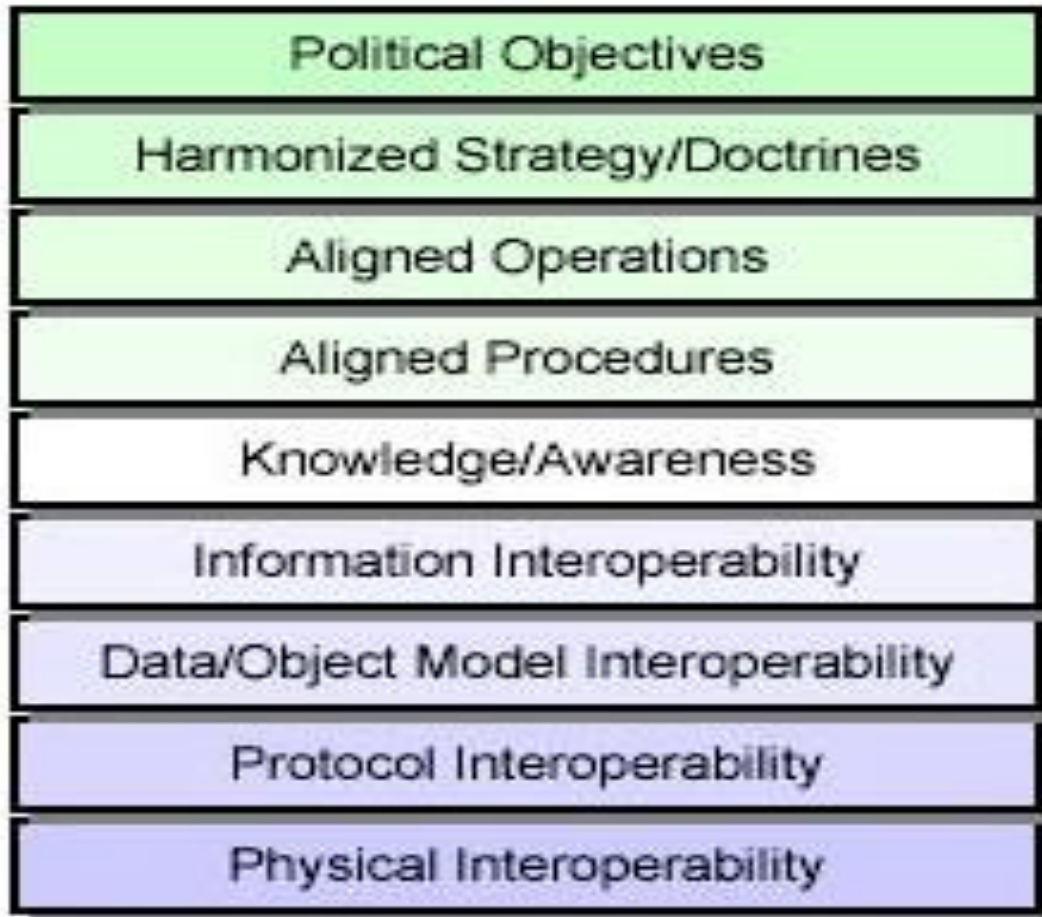 Political Objectives
Harmonized Strategy/Doctrines
Aligned Operations
Aligned Procedures
Knowledge/Awareness
Information Interoperability
Data/Object Model Interoperability
Protocol Interoperability
Physical Interoperability